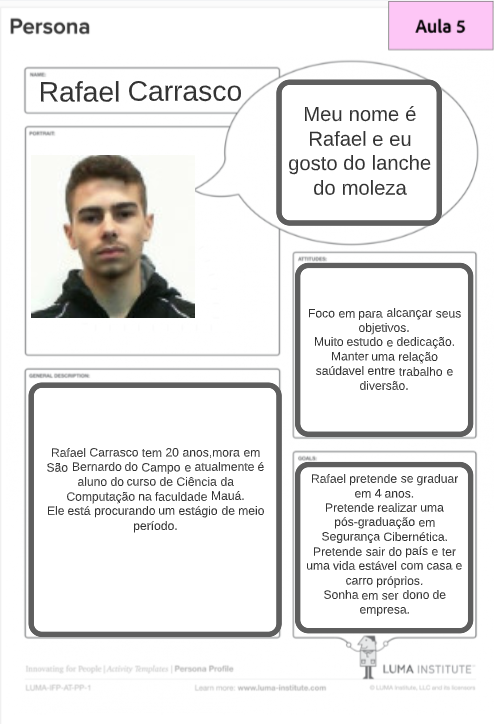 Persona
Aula 5
NAME:
Rafael Carrasco
Meu nome é
Rafael e eu
gosto do lanche
do moleza
PORTRAIT:
ATTITUDES:
Foco em para alcançar seus
objetivos.
Muito estudo e dedicação.
Manter uma relação
saúdavel entre trabalho e
diversão.
GENERAL DESCRIPTION:
Rafael Carrasco tem 20 anos,mora em
São Bernardo do Campo e atualmente é
aluno do curso de Ciência da
Computação na faculdade Mauá.
Ele está procurando um estágio de meio
período.
GOALS:
Rafael pretende se graduar
em 4 anos.
Pretende realizar uma
pós-graduação em
Segurança Cibernética.
Pretende sair do país e ter
uma vida estável com casa e
carro próprios.
Sonha em ser dono de
empresa.
Innovating for People | Activity Templates | Persona Profile
LUMA INSTITUTE
LUMA-IFP-AT-PP-1
Learn more: www.luma-institute.com
© LUMA Institute, LLC and its licensors